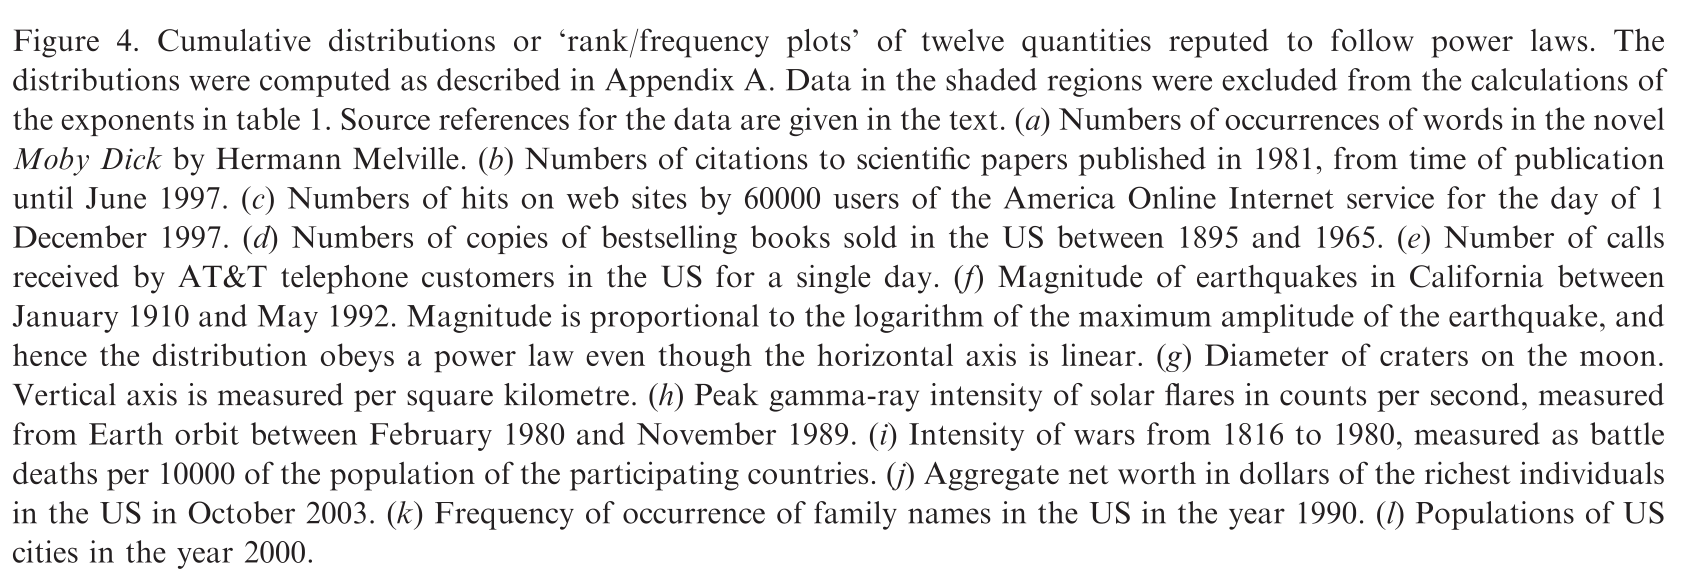 Figure 4. Cumulative distributions or ‘rank/frequency plots’ of twelve quantities reputed to follow power laws. The
distributions were computed as described in Appendix A. Data in the shaded regions were excluded from the calculations of
the exponents in table 1. Source references for the data are given in the text. (a) Numbers of occurrences of words in the novel
Moby Dick by Hermann Melville. (b) Numbers of citations to scientific papers published in 1981, from time of publication
until June 1997. (c) Numbers of hits on web sites by 60000 users of the America Online Internet service for the day of 1
December 1997. (d) Numbers of copies of bestselling books sold in the US between 1895 and 1965. (e) Number of calls
received by AT&T telephone customers in the US for a single day. (f) Magnitude of earthquakes in California between
January 1910 and May 1992. Magnitude is proportional to the logarithm of the maximum amplitude of the earthquake, and
hence the distribution obeys a power law even though the horizontal axis is linear. (g) Diameter of craters on the moon.
Vertical axis is measured per square kilometre. (h) Peak gamma-ray intensity of solar flares in counts per second, measured
from Earth orbit between February 1980 and November 1989. (i) Intensity of wars from 1816 to 1980, measured as battle
deaths per 10000 of the population of the participating countries. (j) Aggregate net worth in dollars of the richest individuals
in the US in October 2003. (k) Frequency of occurrence of family names in the US in the year 1990. (l) Populations of US
cities in the year 2000.